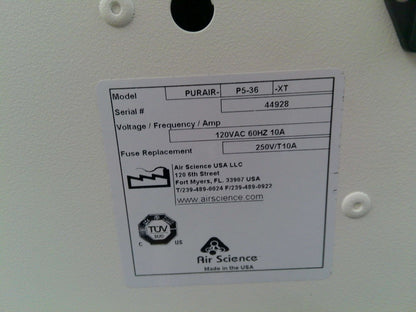 Model PURAIR- P5-36 -XT
Serial # 44928
Voltage / Frequency / Amp
120VAC 60HZ 10A
Fuse Replacement 250V/T10A
Air Science USA LLC
120 6th Street
Fort Myers, FL. 33907 USA
T/239-489-0024 F/239-489-0922
www.airscience.com
TÜV
C US
Air Science
Made in the USA